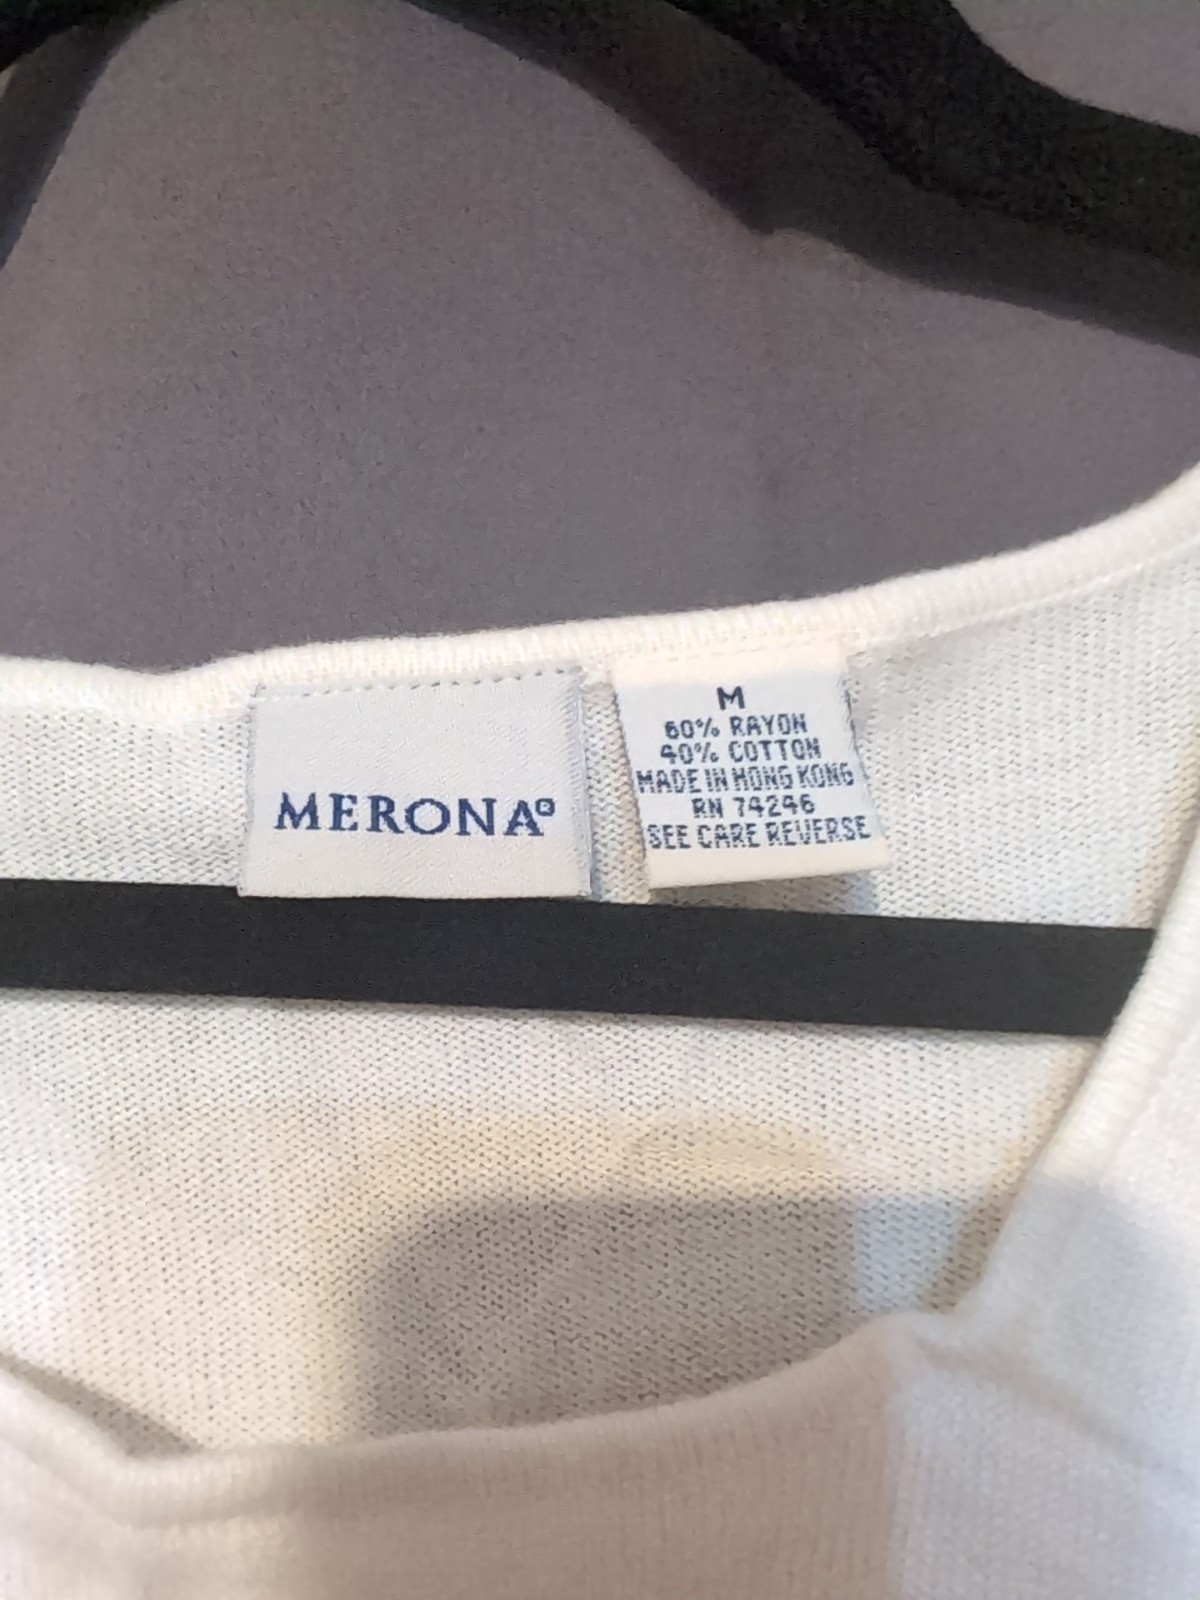 MERONA®
M
60% RAYON
40% COTTON
MADE IN HONG KONG
RN 74246
SEE CARE REVERSE